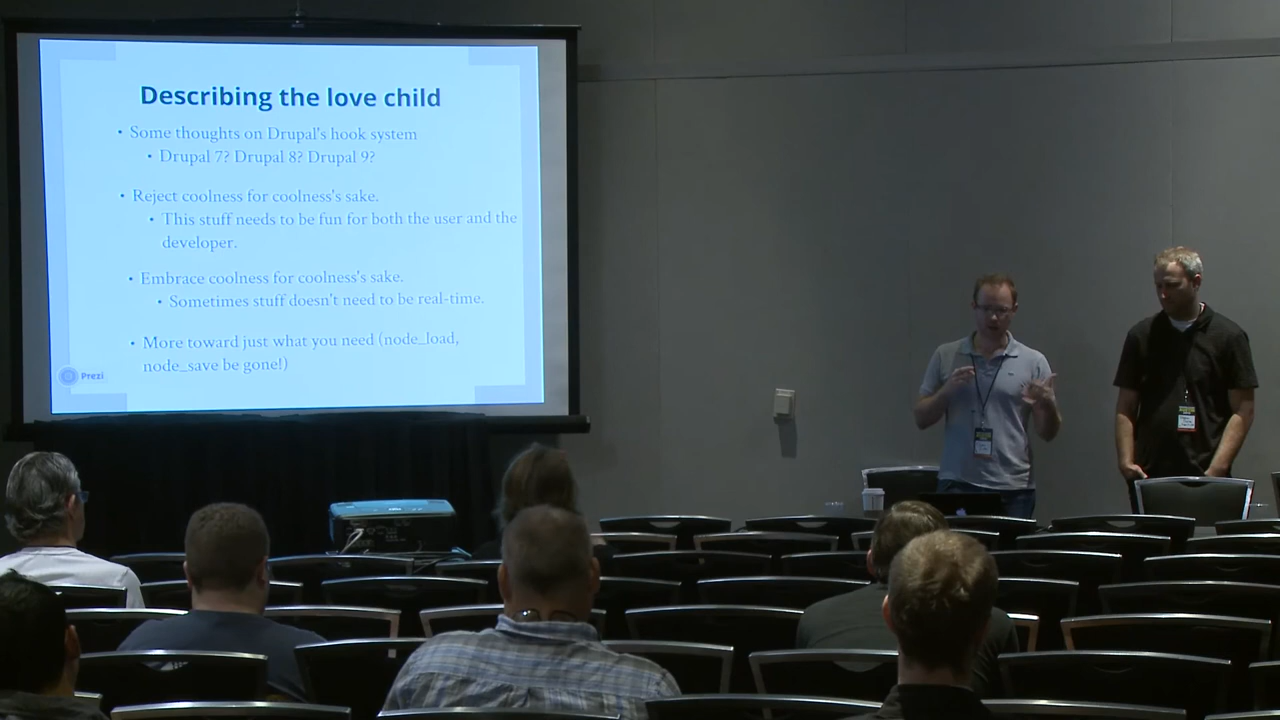 Describing the love child
• Some thoughts on Drupal's hook system
• Drupal 7? Drupal 8? Drupal 9?
• Reject coolness for coolness's sake.
• This stuff needs to be fun for both the user and the
developer.
• Embrace coolness for coolness's sake.
• Sometimes stuff doesn't need to be real-time.
• More toward just what you need (node_load,
node_save be gone!)
Prezi